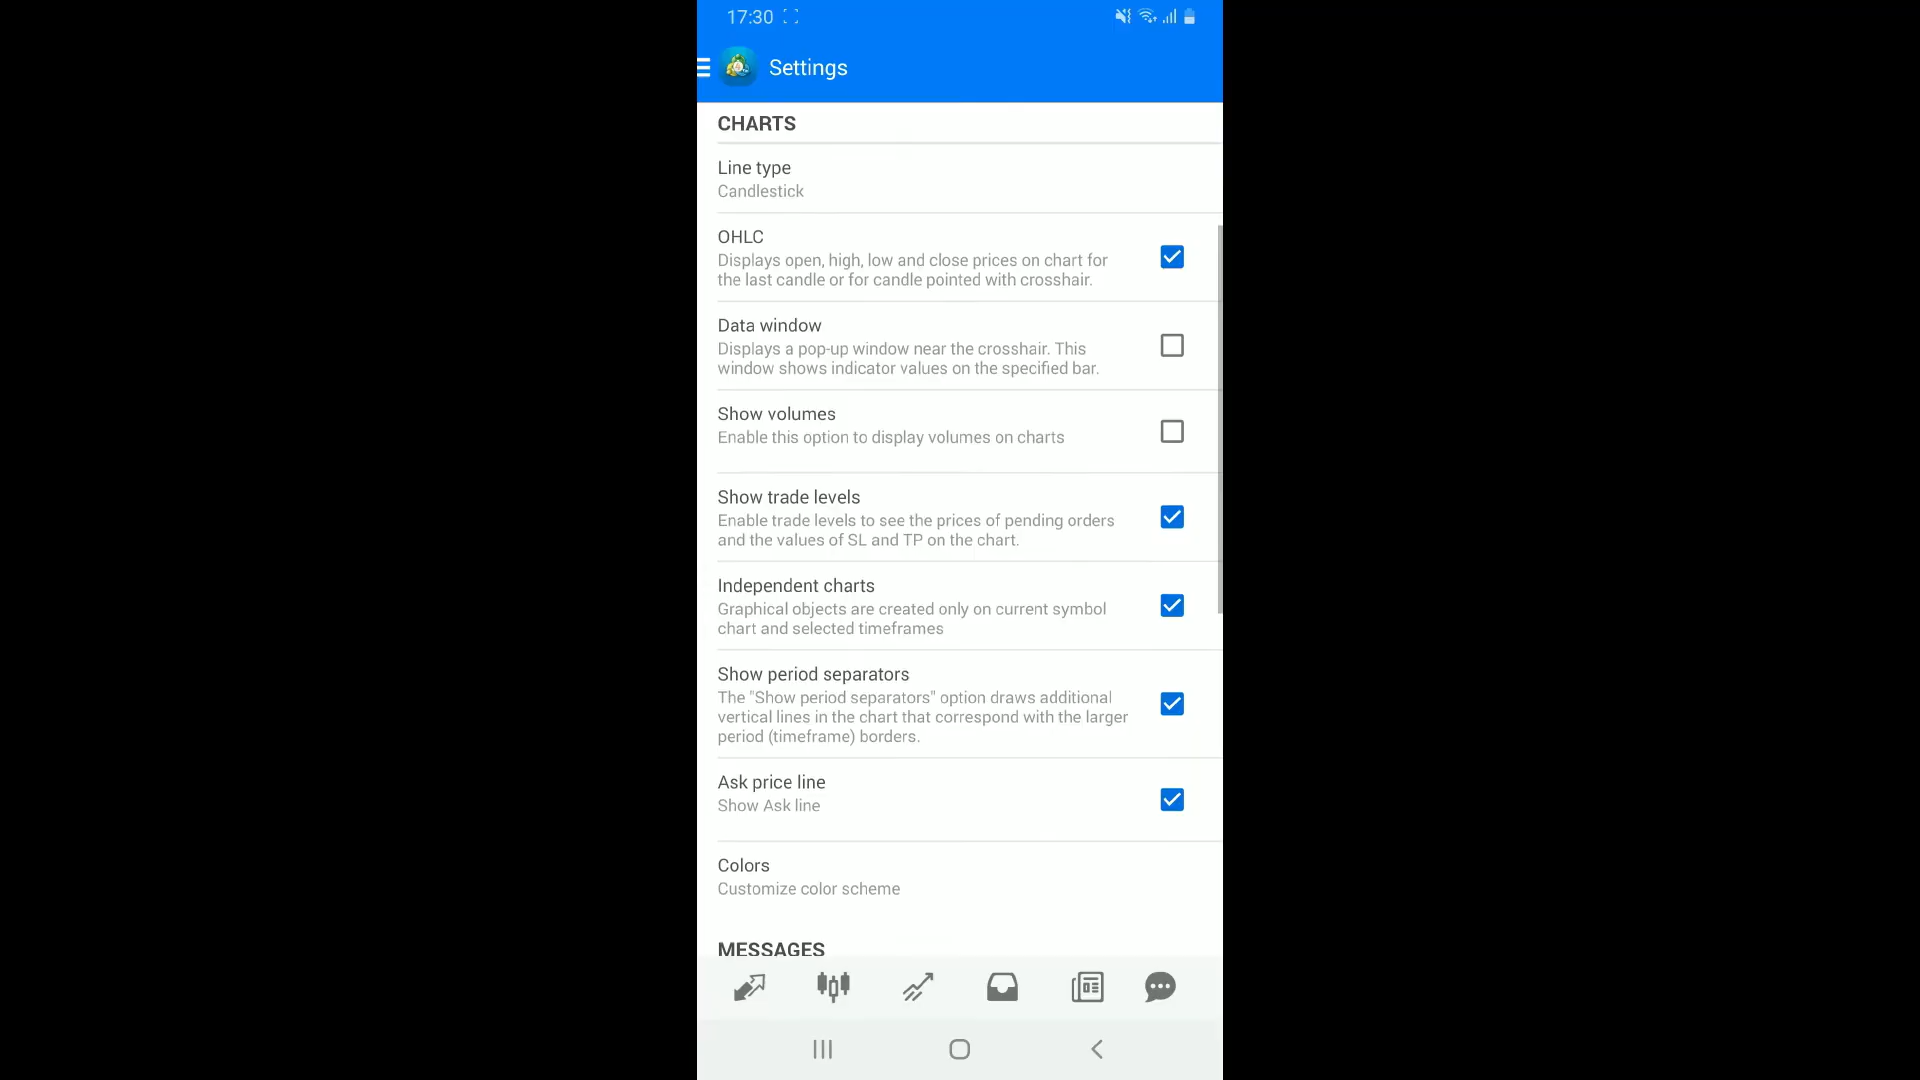 17:30
Settings
CHARTS
Line type
Candlestick
OHLC
Displays open, high, low and close prices on chart for
the last candle or for candle pointed with crosshair.
Data window
Displays a pop-up window near the crosshair. This
window shows indicator values on the specified bar.
Show volumes
Enable this option to display volumes on charts
Show trade levels
Enable trade levels to see the prices of pending orders
and the values of SL and TP on the chart.
Independent charts
Graphical objects are created only on current symbol
chart and selected timeframes
Show period separators
The "Show period separators" option draws additional
vertical lines in the chart that correspond with the larger
period (timeframe) borders.
Ask price line
Show Ask line
Colors
Customize color scheme
MESSAGES